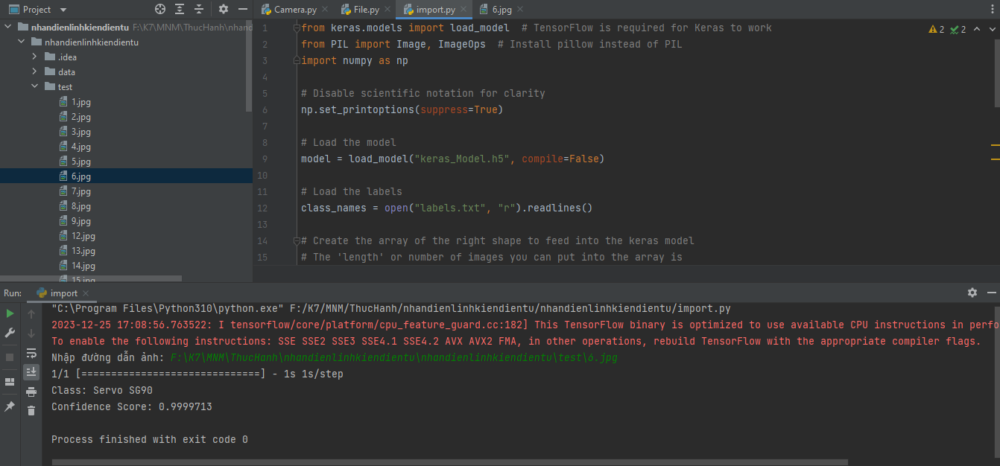 Project
Camera.py
File.py
import.py
6.jpg
nhandienlinhkiendientu F:\K7\MNM\ThucHanh\nhand
nhandienlinhkiendientu
.idea
data
test
1.jpg
2.jpg
3.jpg
4.jpg
5.jpg
6.jpg
7.jpg
8.jpg
9.jpg
12.jpg
13.jpg
14.jpg
15.jpg
2 2
1 from keras.models import load_model # TensorFlow is required for Keras to work
2 from PIL import Image, ImageOps # Install pillow instead of PIL
3 import numpy as np
4
5 # Disable scientific notation for clarity
6 np.set_printoptions(suppress=True)
7
8 # Load the model
9 model = load_model("keras_Model.h5", compile=False)
10
11 # Load the labels
12 class_names = open("labels.txt", "r").readlines()
13
14 # Create the array of the right shape to feed into the keras model
15 # The 'length' or number of images you can put into the array is
Run: import
"C:\Program Files\Python310\python.exe" F:/K7/MNM/ThucHanh/nhandienlinhkiendientu/nhandienlinhkiendientu/import.py
2023-12-25 17:08:56.763522: I tensorflow/core/platform/cpu_feature_guard.cc:182] This TensorFlow binary is optimized to use available CPU instructions in perfo
To enable the following instructions: SSE SSE2 SSE3 SSE4.1 SSE4.2 AVX AVX2 FMA, in other operations, rebuild TensorFlow with the appropriate compiler flags.
Nhập đường dẫn ảnh: F:\K7\MNM\ThucHanh\nhandienlinhkiendientu\nhandienlinhkiendientu\test\6.jpg
1/1 [==============================] - 1s 1s/step
Class: Servo SG90
Confidence Score: 0.9999713
Process finished with exit code 0